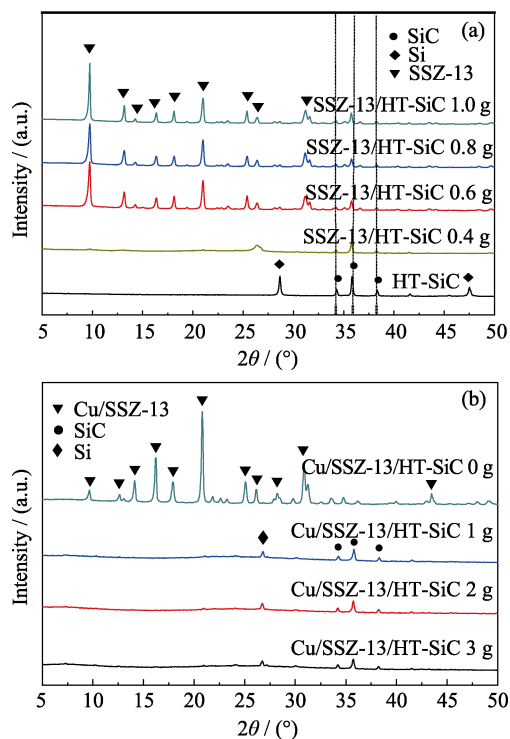 (a)
SiC
Si
SSZ-13
SSZ-13/HT-SiC 1.0 g
SSZ-13/HT-SiC 0.8 g
SSZ-13/HT-SiC 0.6 g
SSZ-13/HT-SiC 0.4 g
HT-SiC
Intensity / (a.u.)
5 10 15 20 25 30 35 40 45 50
2θ / (°)
(b)
Cu/SSZ-13
SiC
Si
Cu/SSZ-13/HT-SiC 0 g
Cu/SSZ-13/HT-SiC 1 g
Cu/SSZ-13/HT-SiC 2 g
Cu/SSZ-13/HT-SiC 3 g
Intensity / (a.u.)
5 10 15 20 25 30 35 40 45 50
2θ / (°)